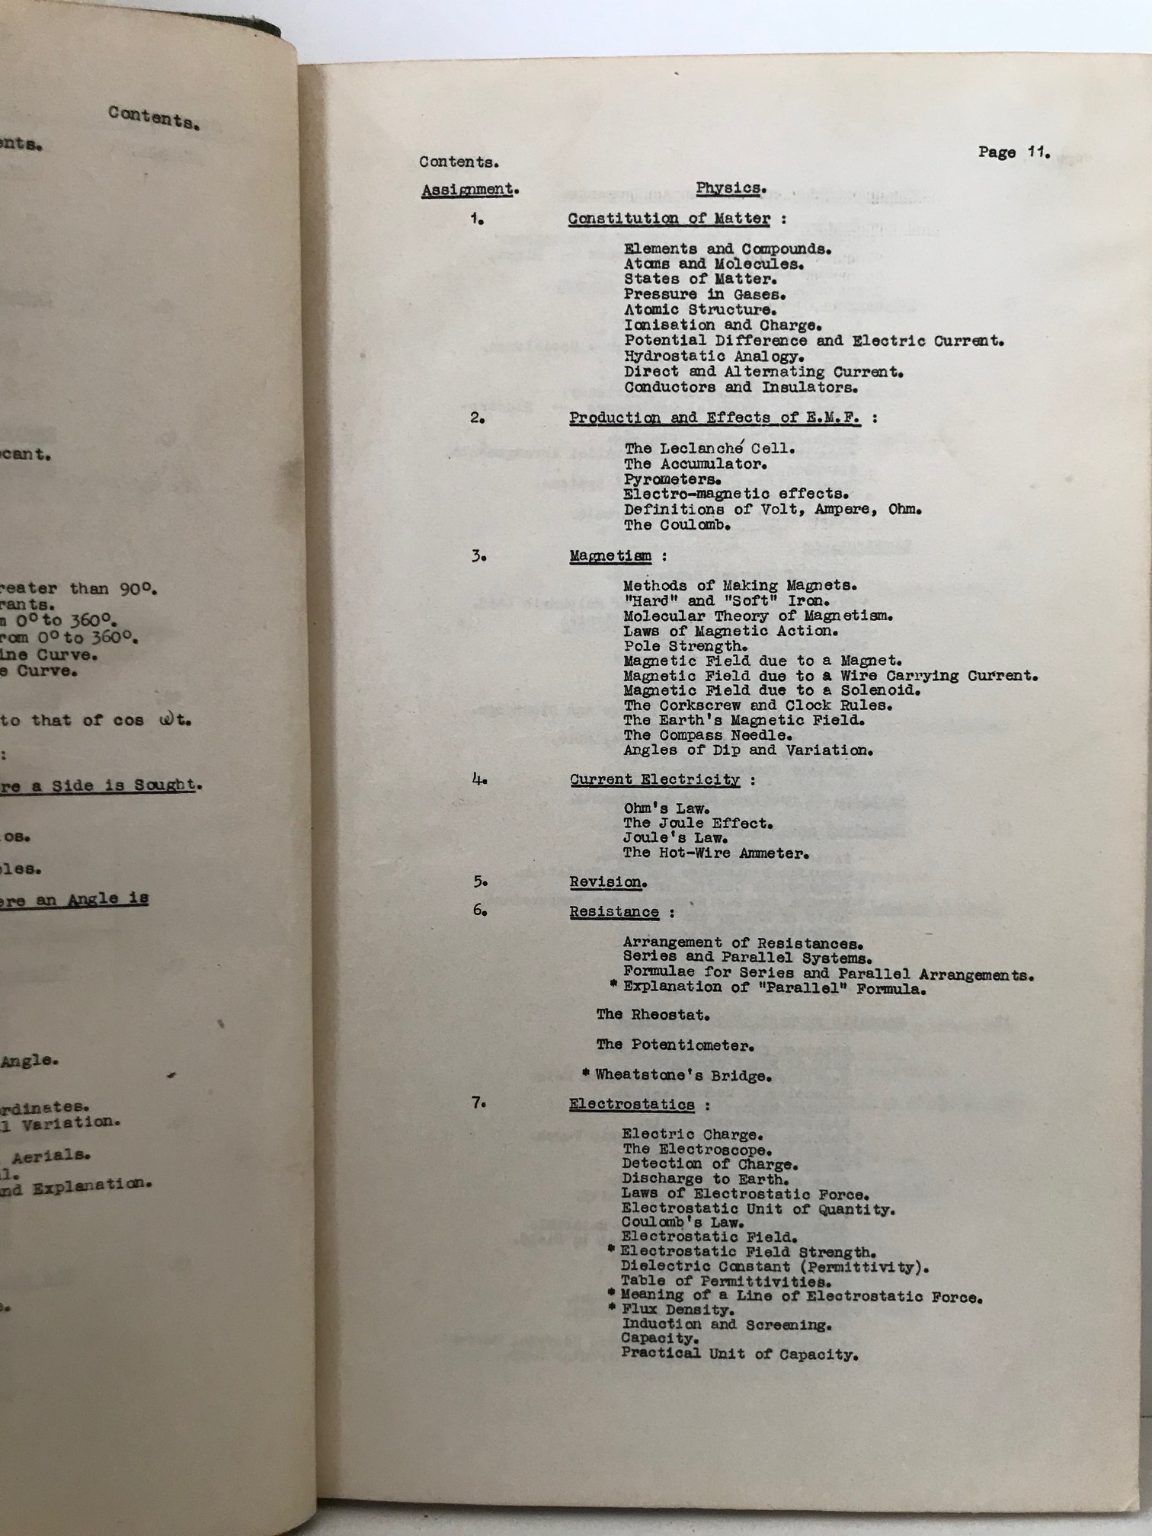 Contents.
ents.
cant.
reater than 90º.
rants.
m 0º to 360º.
rom 0º to 360º.
ine Curve.
e Curve.
to that of cos ωt.
:
re a Side is Sought.
os.
les.
ere an Angle is
Angle.
rdinates.
l Variation.
Aerials.
l.
nd Explanation.
Page 11.
Contents.
Assignment. Physics.
1. Constitution of Matter :
Elements and Compounds.
Atoms and Molecules.
States of Matter.
Pressure in Gases.
Atomic Structure.
Ionisation and Charge.
Potential Difference and Electric Current.
Hydrostatic Analogy.
Direct and Alternating Current.
Conductors and Insulators.
2. Production and Effects of E.M.F. :
The Leclanché Cell.
The Accumulator.
Pyrometers.
Electro-magnetic effects.
Definitions of Volt, Ampere, Ohm.
The Coulomb.
3. Magnetism :
Methods of Making Magnets.
"Hard" and "Soft" Iron.
Molecular Theory of Magnetism.
Laws of Magnetic Action.
Pole Strength.
Magnetic Field due to a Magnet.
Magnetic Field due to a Wire Carrying Current.
Magnetic Field due to a Solenoid.
The Corkscrew and Clock Rules.
The Earth's Magnetic Field.
The Compass Needle.
Angles of Dip and Variation.
4. Current Electricity :
Ohm's Law.
The Joule Effect.
Joule's Law.
The Hot-Wire Ammeter.
5. Revision.
6. Resistance :
Arrangement of Resistances.
Series and Parallel Systems.
Formulae for Series and Parallel Arrangements.
* Explanation of "Parallel" Formula.
The Rheostat.
The Potentiometer.
* Wheatstone's Bridge.
7. Electrostatics :
Electric Charge.
The Electroscope.
Detection of Charge.
Discharge to Earth.
Laws of Electrostatic Force.
Electrostatic Unit of Quantity.
Coulomb's Law.
Electrostatic Field.
* Electrostatic Field Strength.
Dielectric Constant (Permittivity).
Table of Permittivities.
* Meaning of a Line of Electrostatic Force.
* Flux Density.
Induction and Screening.
Capacity.
Practical Unit of Capacity.